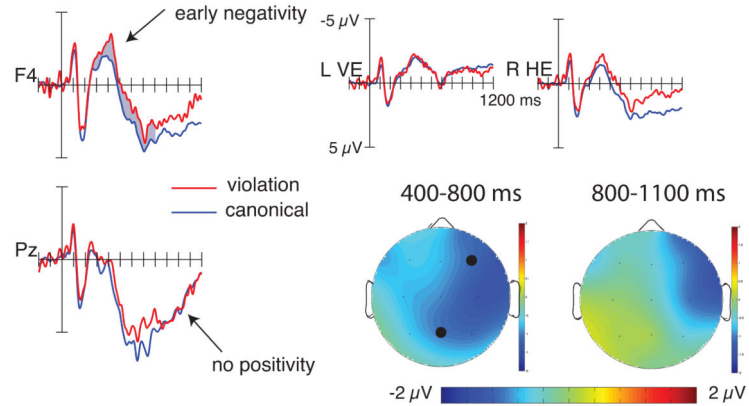 early negativity
F4
-5 µV
L VE
R HE
1200 ms
5 µV
violation
canonical
400-800 ms
800-1100 ms
Pz
no positivity
-2 µV
2 µV